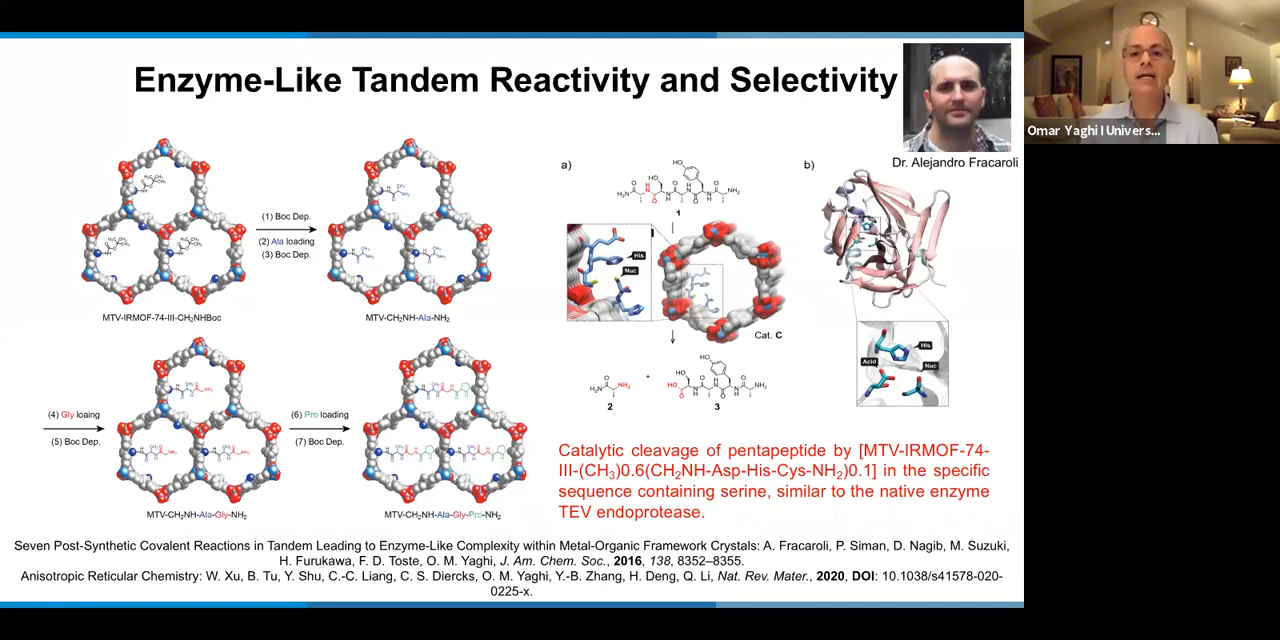 Enzyme-Like Tandem Reactivity and Selectivity
Omar Yaghi I Univers...
Dr. Alejandro Fracaroli
(1) Boc Dep.
(2) Ala loading
(3) Boc Dep.
MTV-IRMOF-74-III-CH2NHBoc
MTV-CH2NH-Ala-NH2
(4) Gly loaing
(5) Boc Dep.
(6) Pro loading
(7) Boc Dep.
MTV-CH2NH-Ala-Gly-NH2
MTV-CH2NH-Ala-Gly-Pro-NH2
a)
1
His
Nuc
Cat. C
+
2
3
b)
His
Acid
Nuc
Catalytic cleavage of pentapeptide by [MTV-IRMOF-74-
III-(CH3)0.6(CH2NH-Asp-His-Cys-NH2)0.1] in the specific
sequence containing serine, similar to the native enzyme
TEV endoprotease.
Seven Post-Synthetic Covalent Reactions in Tandem Leading to Enzyme-Like Complexity within Metal-Organic Framework Crystals: A. Fracaroli, P. Siman, D. Nagib, M. Suzuki,
H. Furukawa, F. D. Toste, O. M. Yaghi, J. Am. Chem. Soc., 2016, 138, 8352–8355.
Anisotropic Reticular Chemistry: W. Xu, B. Tu, Y. Shu, C.-C. Liang, C. S. Diercks, O. M. Yaghi, Y.-B. Zhang, H. Deng, Q. Li, Nat. Rev. Mater., 2020, DOI: 10.1038/s41578-020-
0225-x.